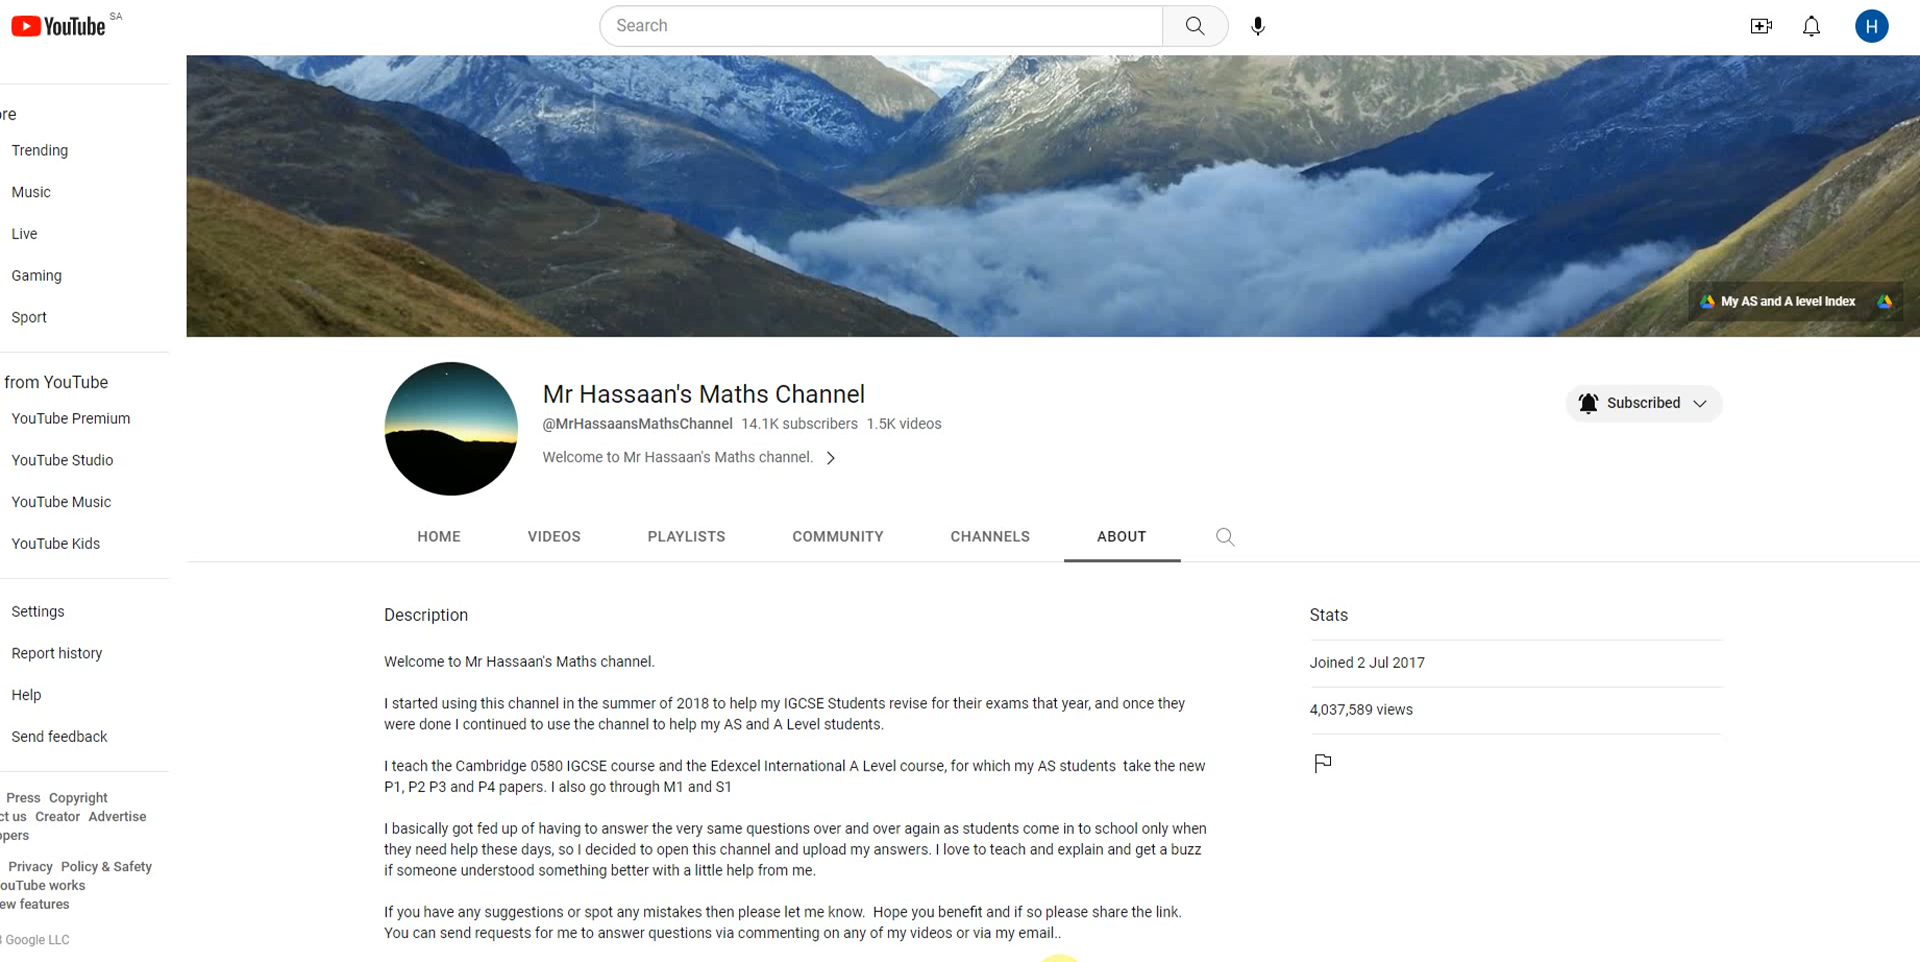 YouTube SA
Search
H
ore
Trending
Music
Live
Gaming
Sport
from YouTube
YouTube Premium
YouTube Studio
YouTube Music
YouTube Kids
Settings
Report history
Help
Send feedback
Press Copyright
ct us Creator Advertise
opers
Privacy Policy & Safety
ouTube works
ew features
Google LLC
My AS and A level Index
Mr Hassaan's Maths Channel
@MrHassaansMathsChannel 14.1K subscribers 1.5K videos
Welcome to Mr Hassaan's Maths channel.
Subscribed
HOME VIDEOS PLAYLISTS COMMUNITY CHANNELS ABOUT
Description
Welcome to Mr Hassaan's Maths channel.
I started using this channel in the summer of 2018 to help my IGCSE Students revise for their exams that year, and once they
were done I continued to use the channel to help my AS and A Level students.
I teach the Cambridge 0580 IGCSE course and the Edexcel International A Level course, for which my AS students take the new
P1, P2 P3 and P4 papers. I also go through M1 and S1
I basically got fed up of having to answer the very same questions over and over again as students come in to school only when
they need help these days, so I decided to open this channel and upload my answers. I love to teach and explain and get a buzz
if someone understood something better with a little help from me.
If you have any suggestions or spot any mistakes then please let me know. Hope you benefit and if so please share the link.
You can send requests for me to answer questions via commenting on any of my videos or via my email..
Stats
Joined 2 Jul 2017
4,037,589 views